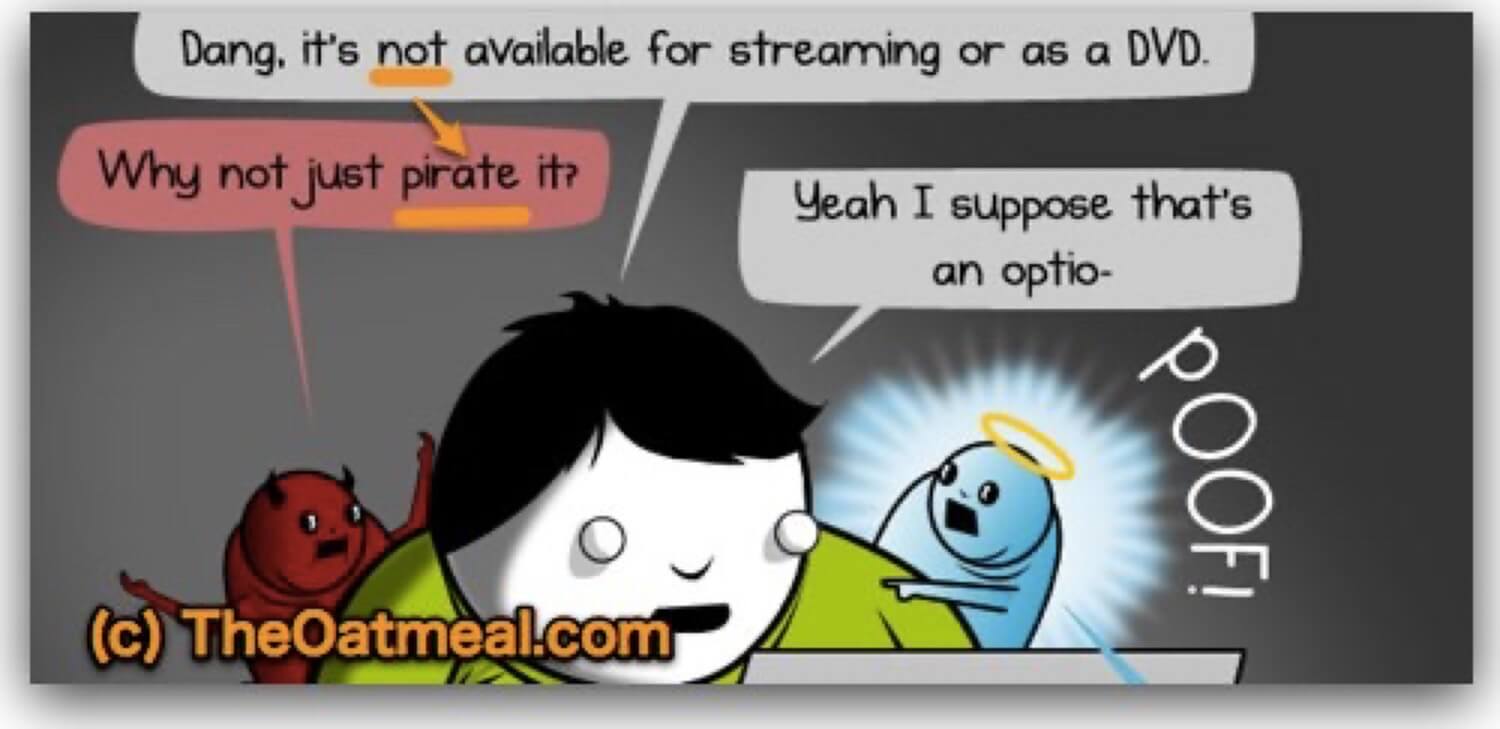 Dang, it's not available for streaming or as a DVD.
Why not just pirate it?
Yeah I suppose that's
an optio-
POOF!
(c) TheOatmeal.com